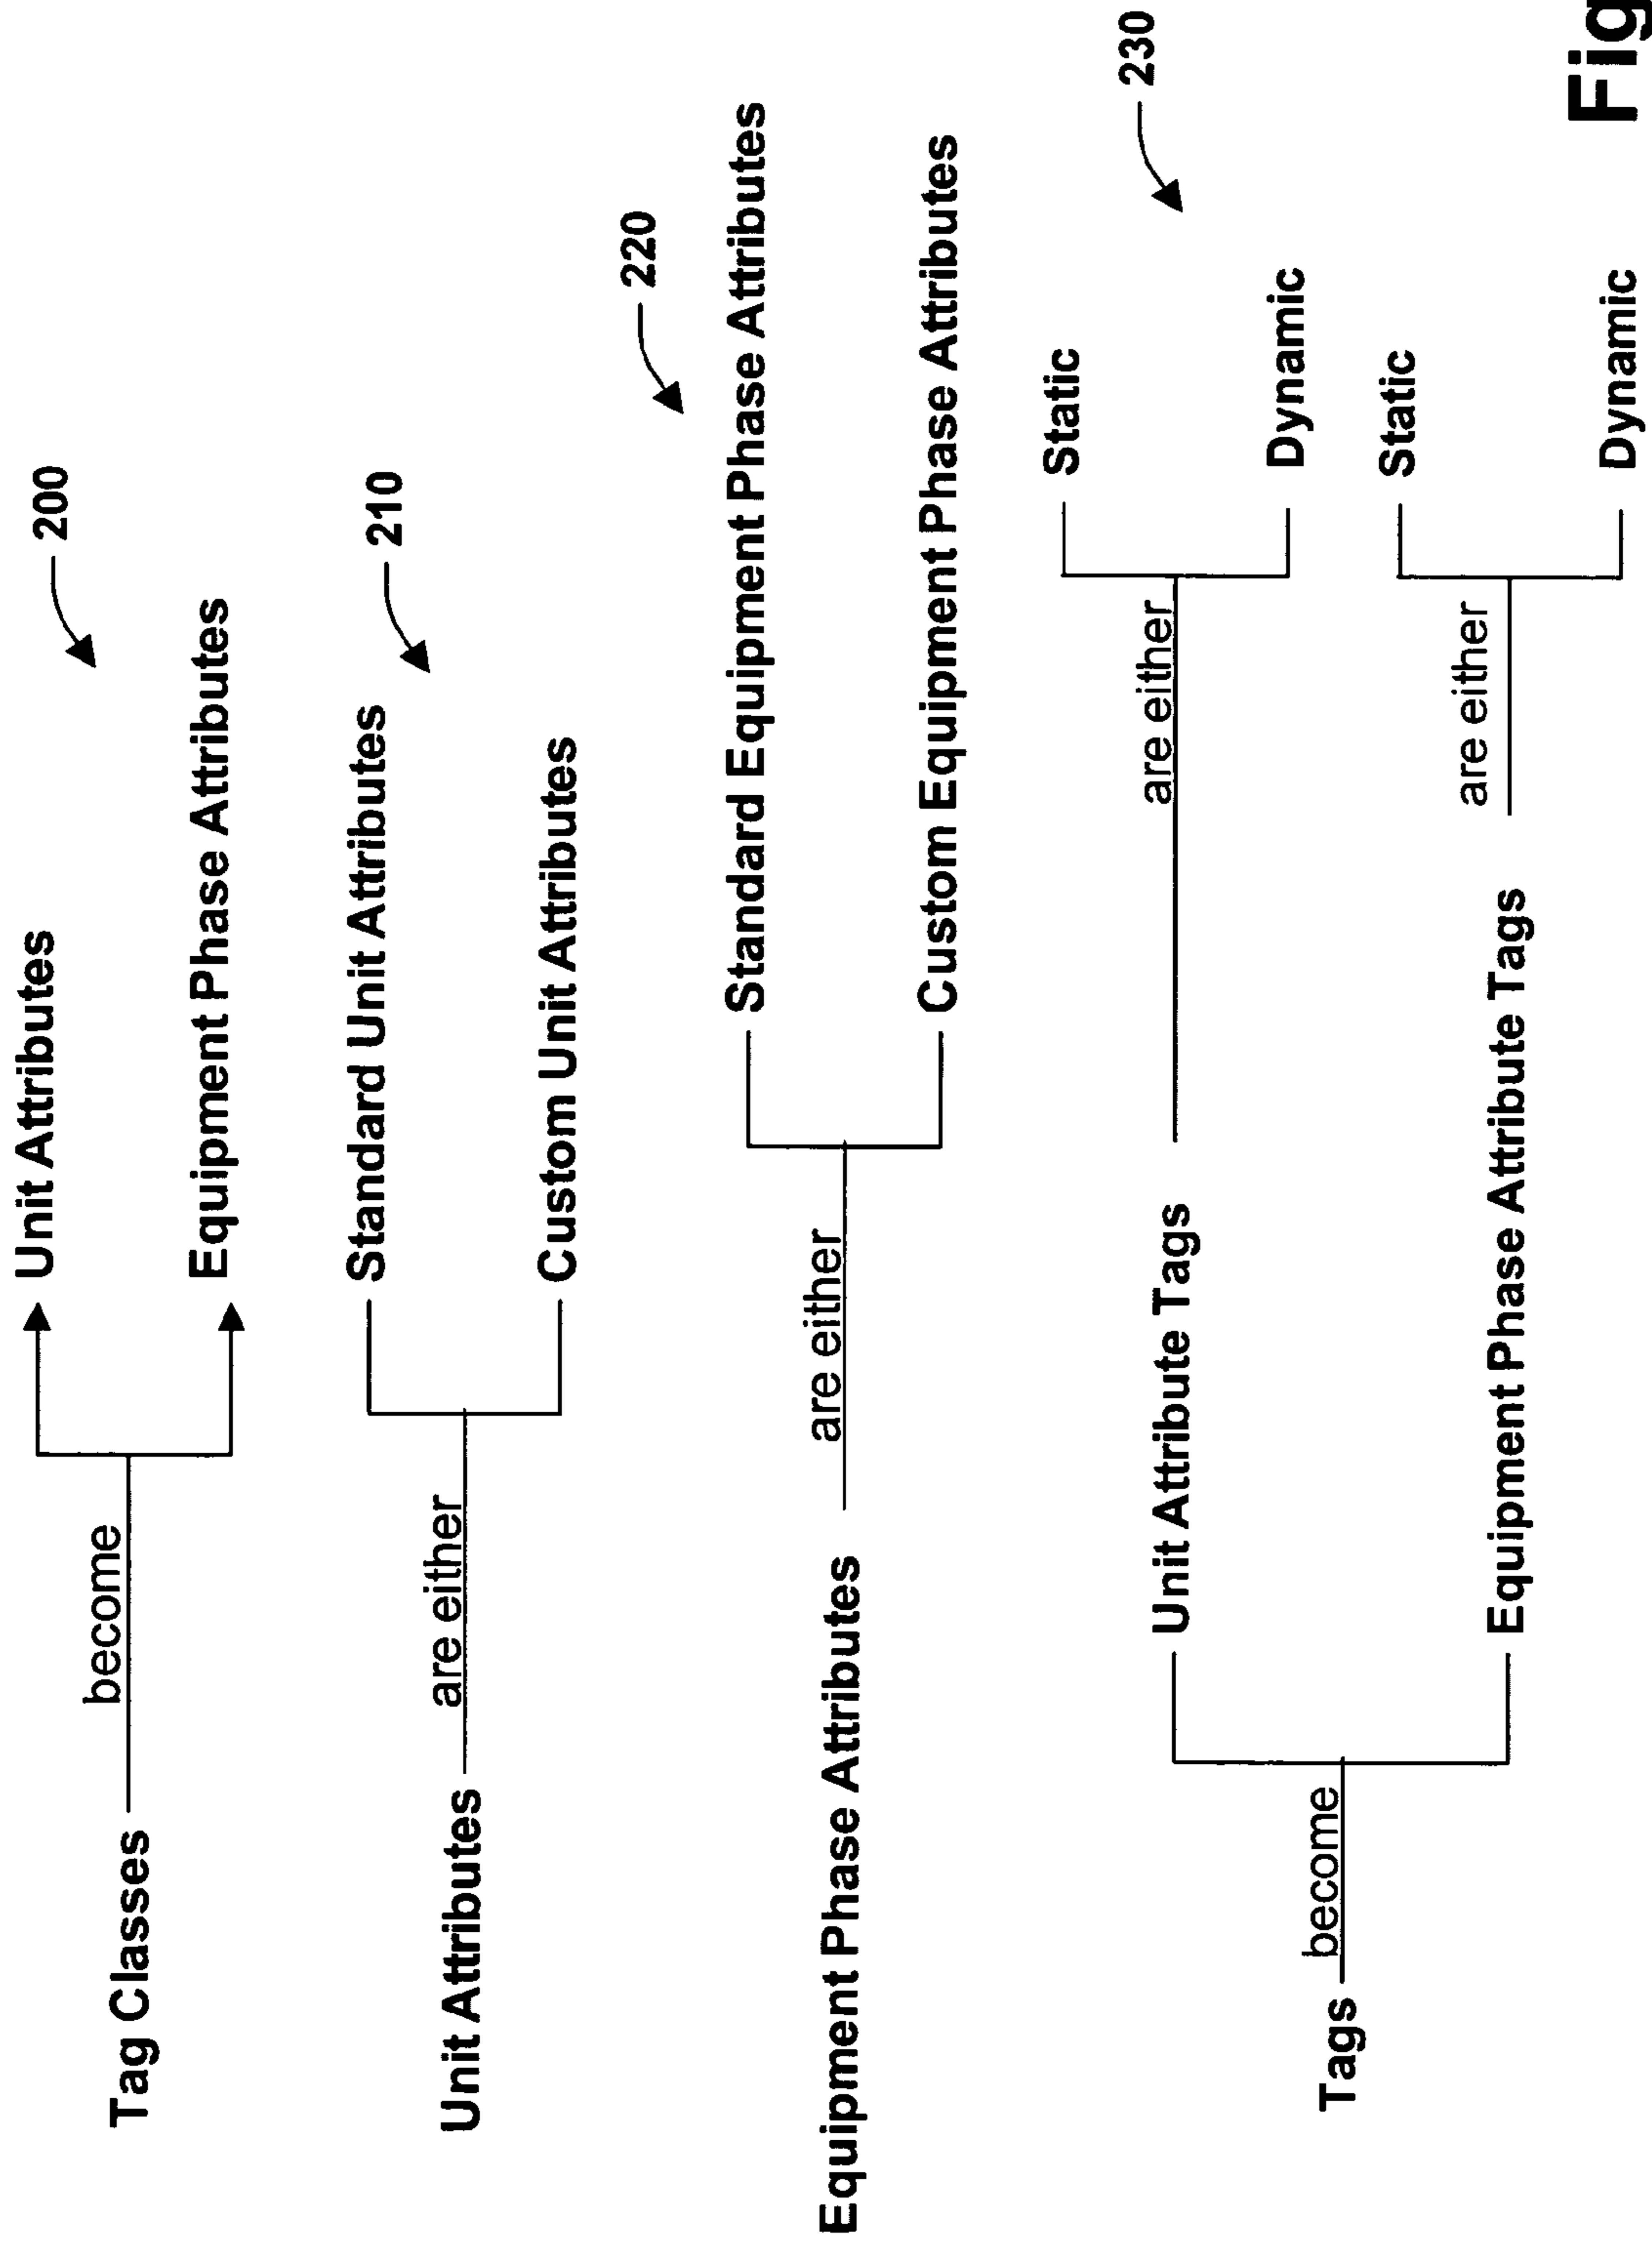 200
Unit Attributes
Tag Classes
become
Equipment Phase Attributes
210
Standard Unit Attributes
Unit Attributes
are either
Custom Unit Attributes
220
Standard Equipment Phase Attributes
Equipment Phase Attributes
are either
Custom Equipment Phase Attributes
230
Static
Unit Attribute Tags
are either
Dynamic
Tags
become
Static
Equipment Phase Attribute Tags
are either
Dynamic
Fig